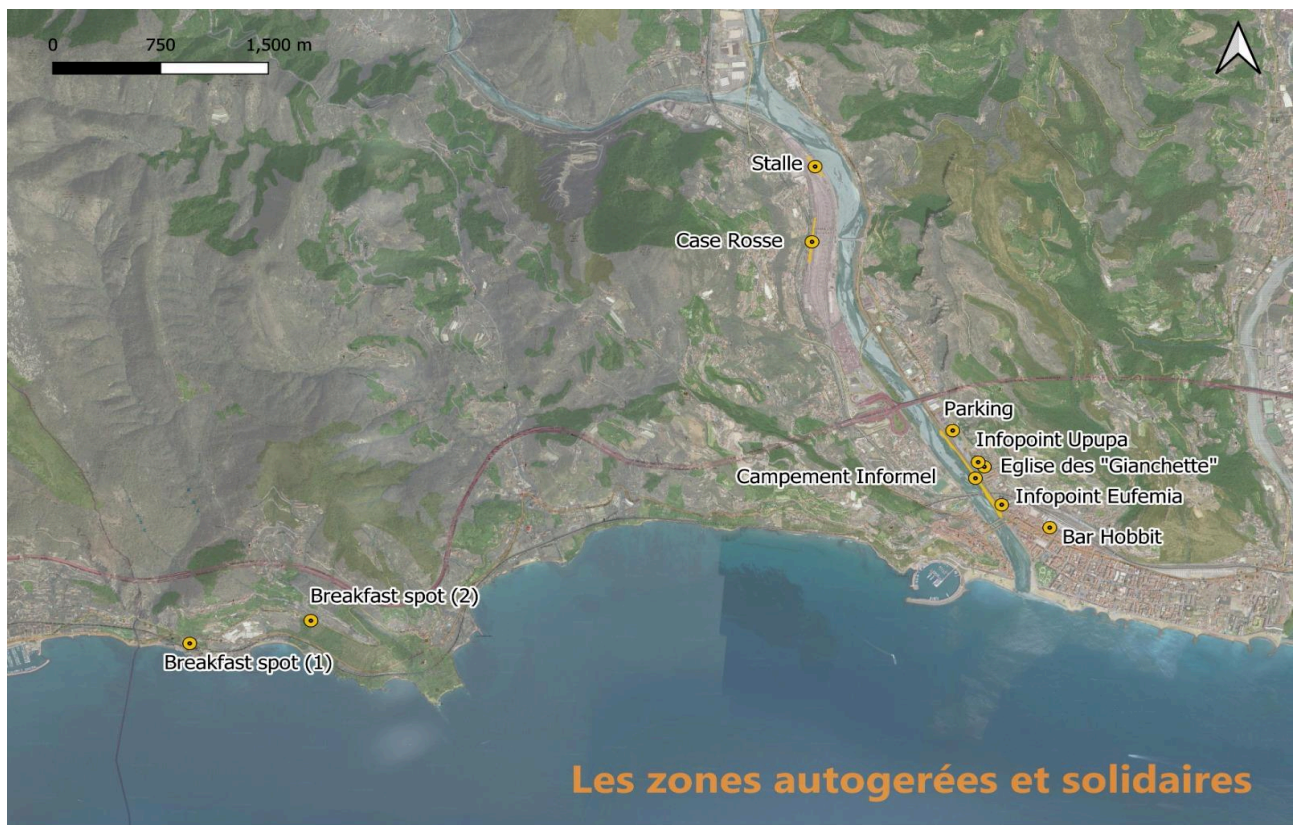 0 750 1,500 m
Stalle
Case Rosse
Parking
Infopoint Upupa
Eglise des "Gianchette"
Campement Informel
Infopoint Eufemia
Bar Hobbit
Breakfast spot (2)
Breakfast spot (1)
Les zones autogerées et solidaires